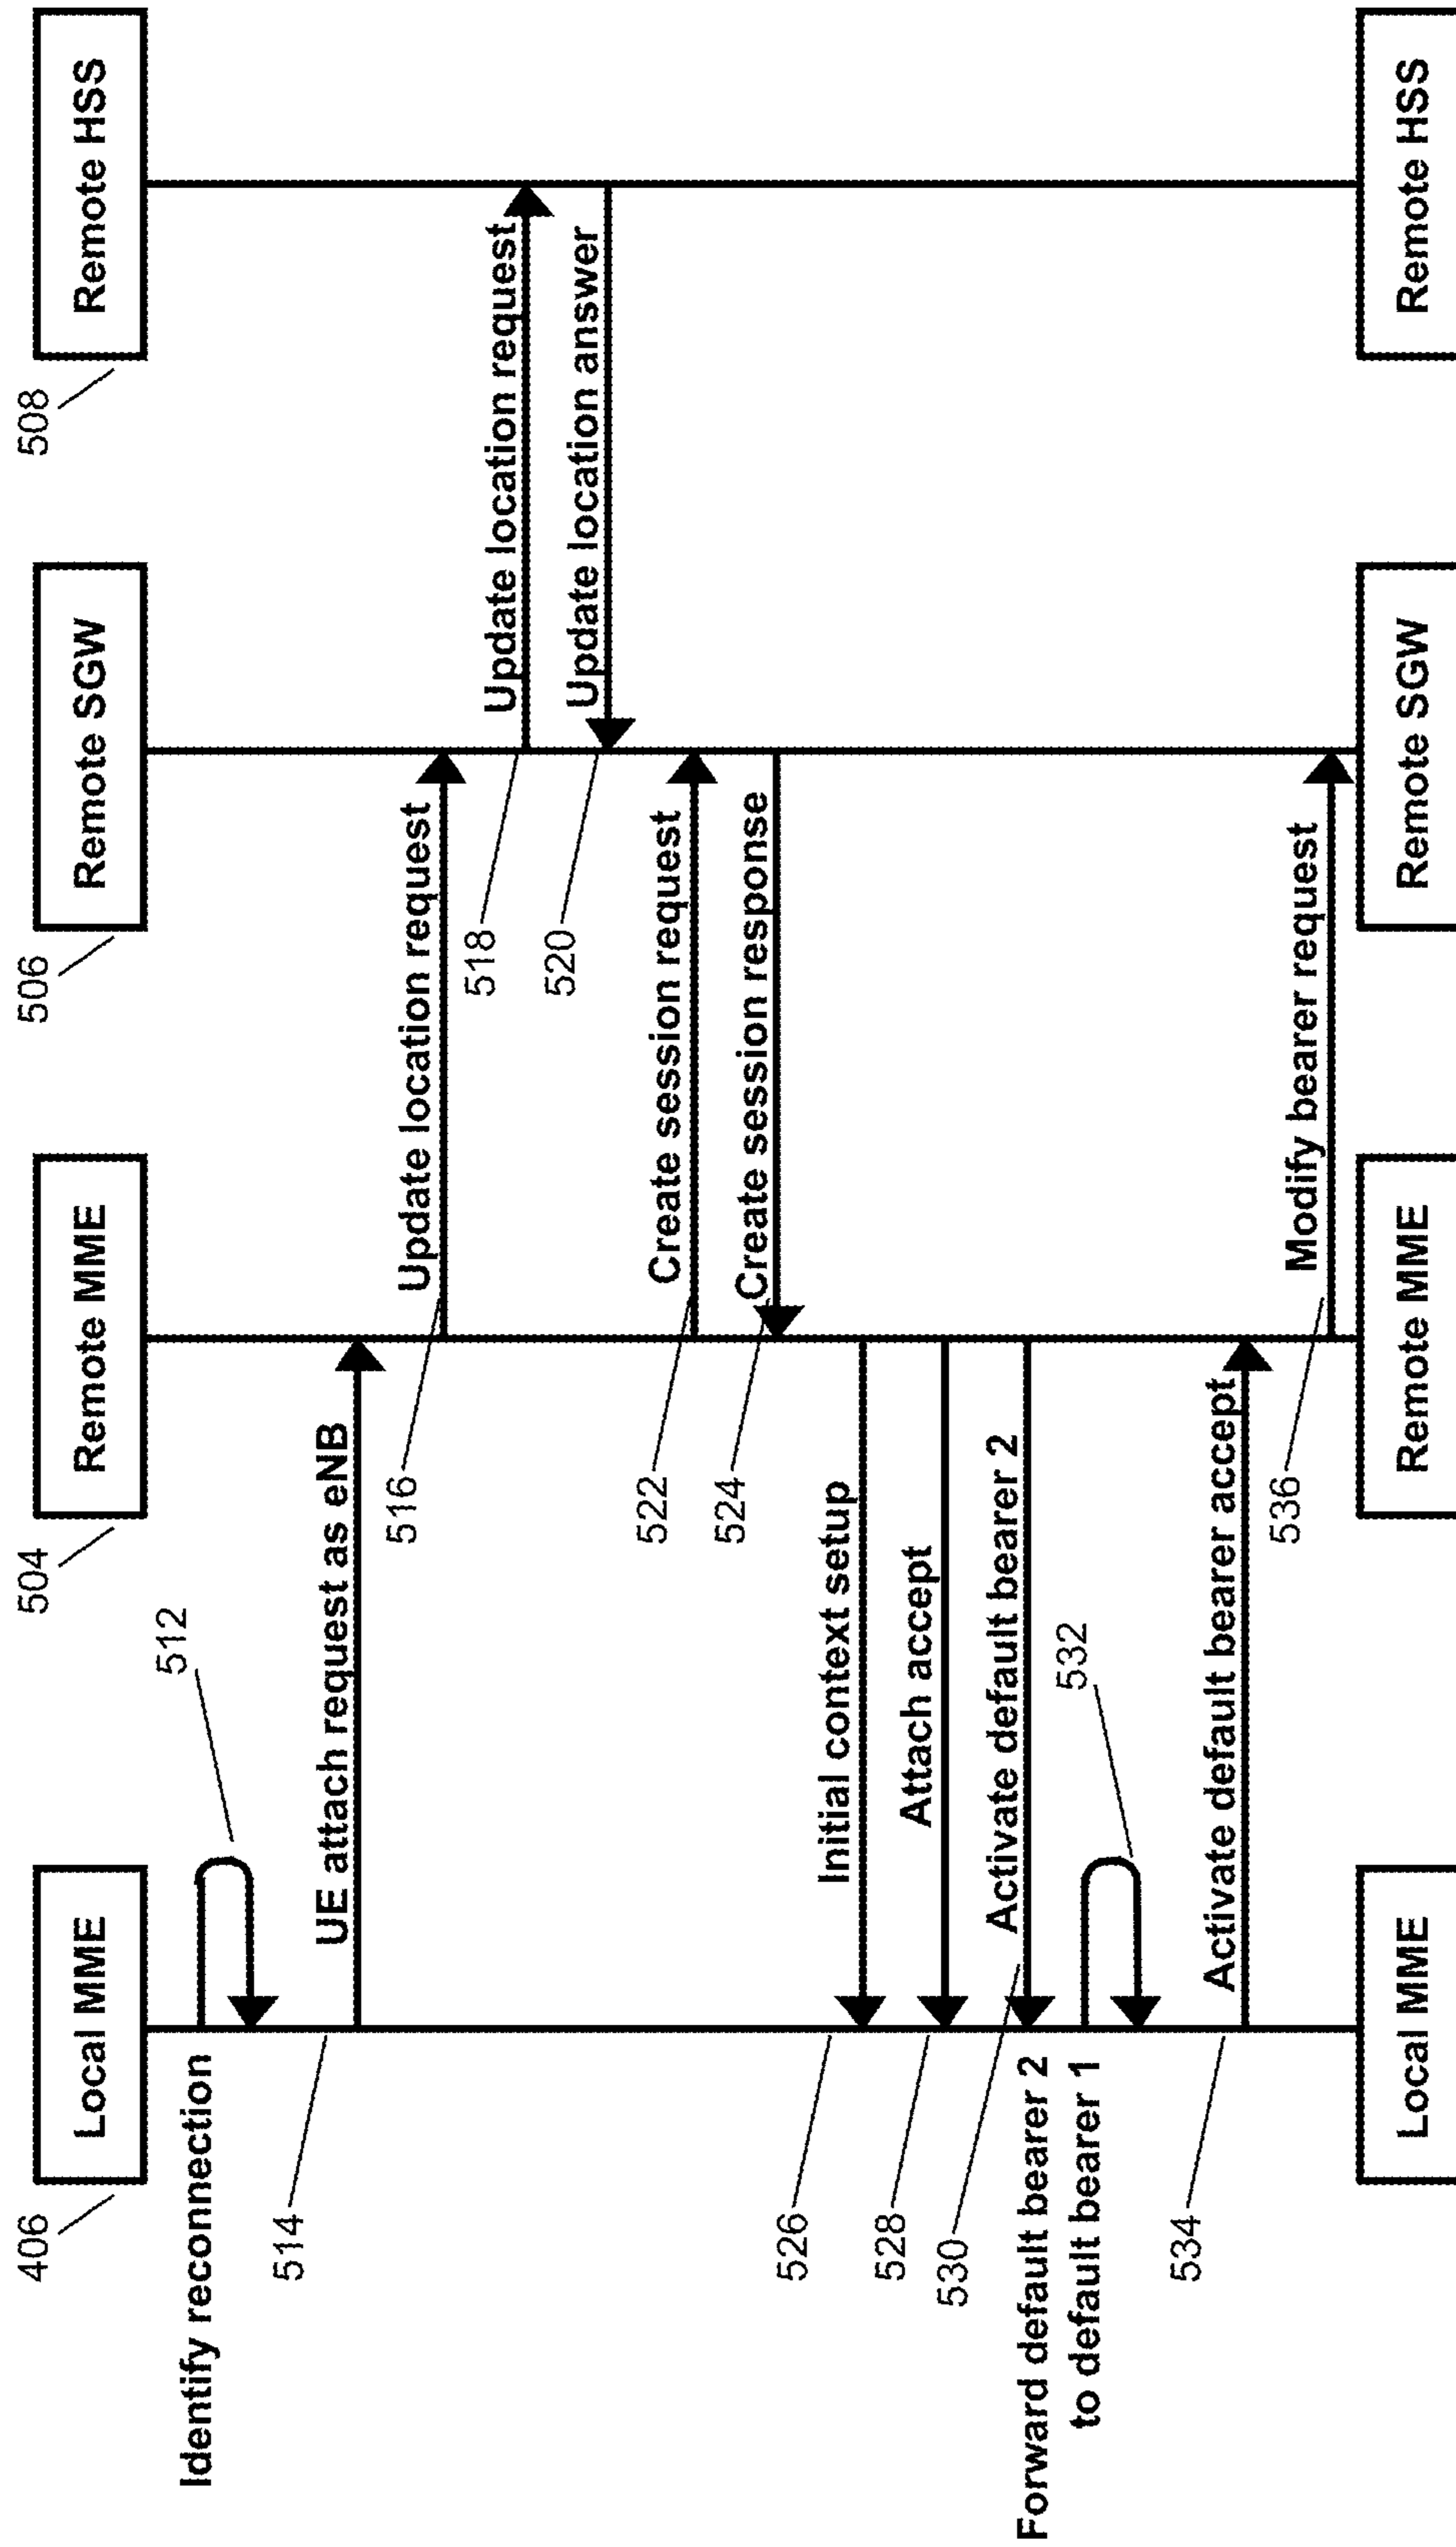 406
Local MME
504
Remote MME
506
Remote SGW
508
Remote HSS
Identify reconnection
512
514
UE attach request as eNB
516
Update location request
518
Update location request
520
Update location answer
522
Create session request
524
Create session response
526
Initial context setup
528
Attach accept
530
Activate default bearer 2
Forward default bearer 2
to default bearer 1
532
534
Activate default bearer accept
536
Modify bearer request
Local MME
Remote MME
Remote SGW
Remote HSS